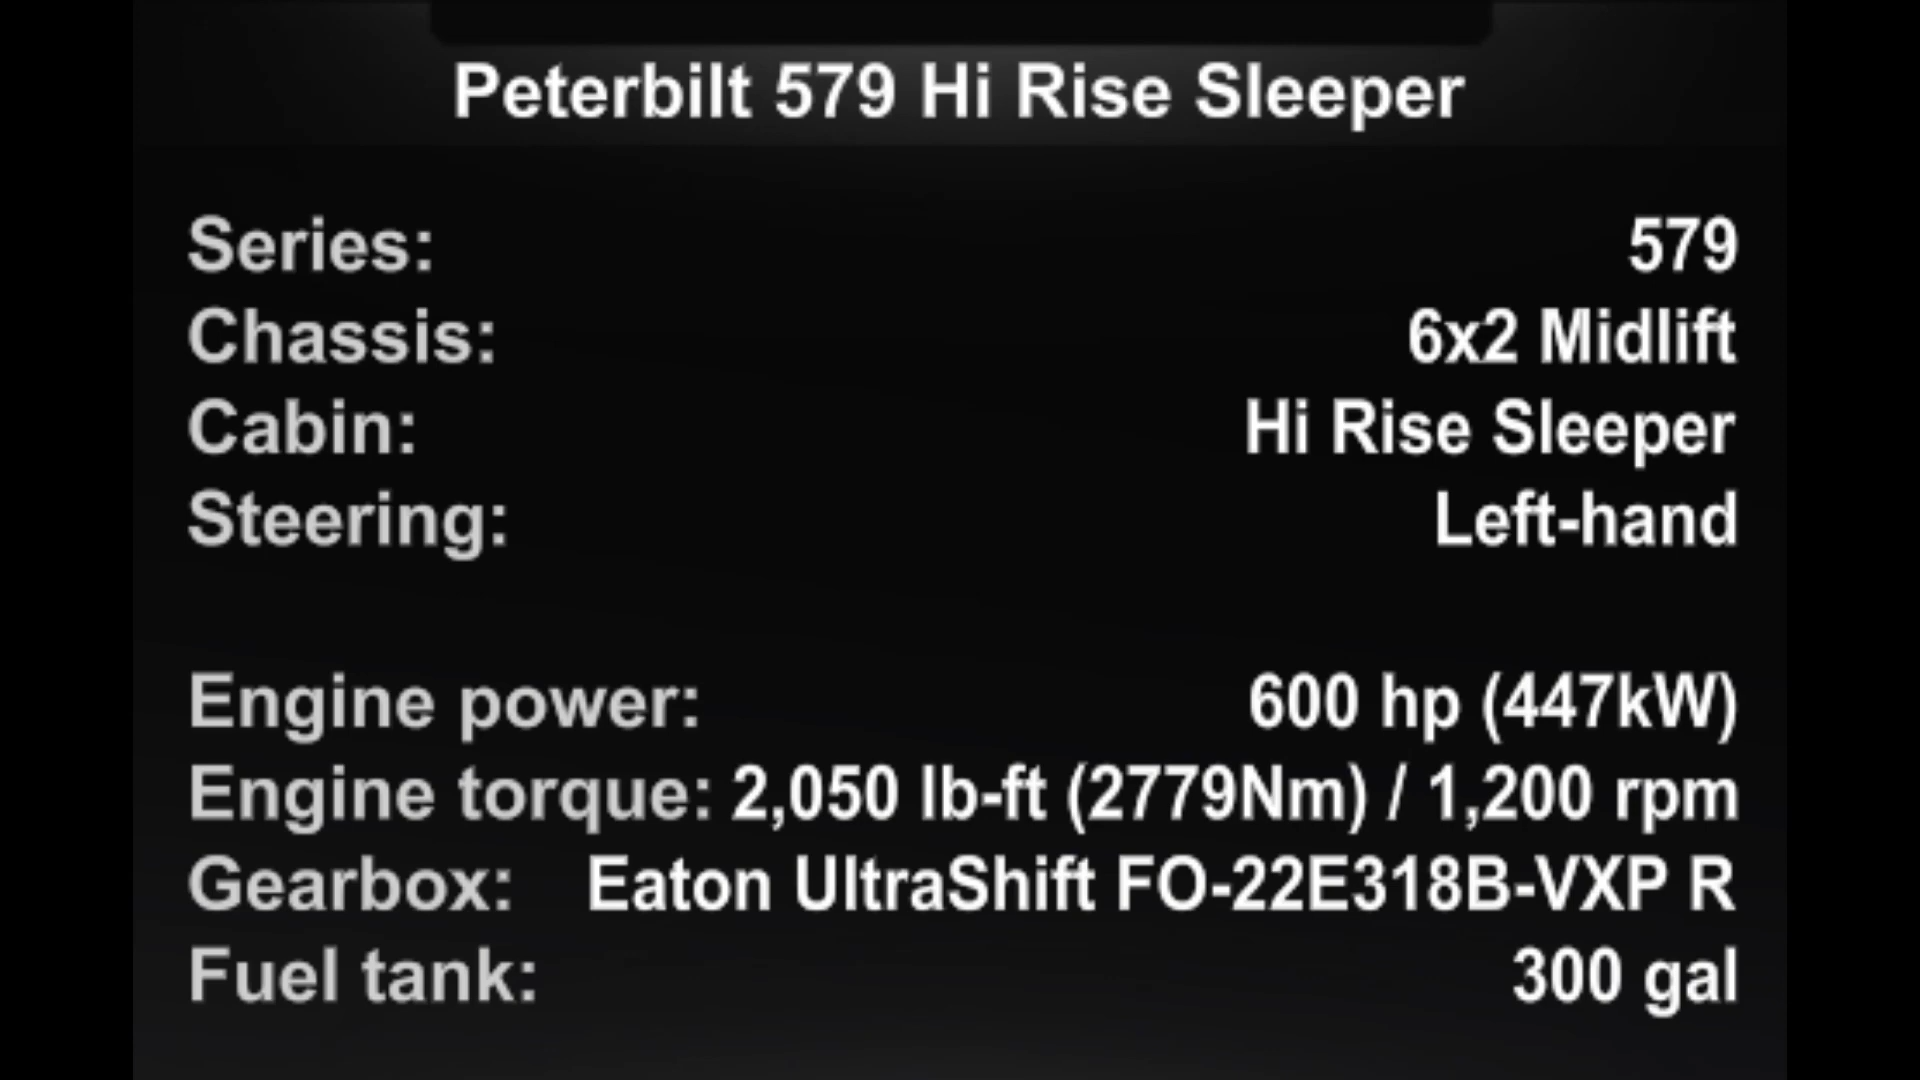 Peterbilt 579 Hi Rise Sleeper
Series: 579
Chassis: 6x2 Midlift
Cabin: Hi Rise Sleeper
Steering: Left-hand
Engine power: 600 hp (447kW)
Engine torque: 2,050 lb-ft (2779Nm) / 1,200 rpm
Gearbox: Eaton UltraShift FO-22E318B-VXP R
Fuel tank: 300 gal